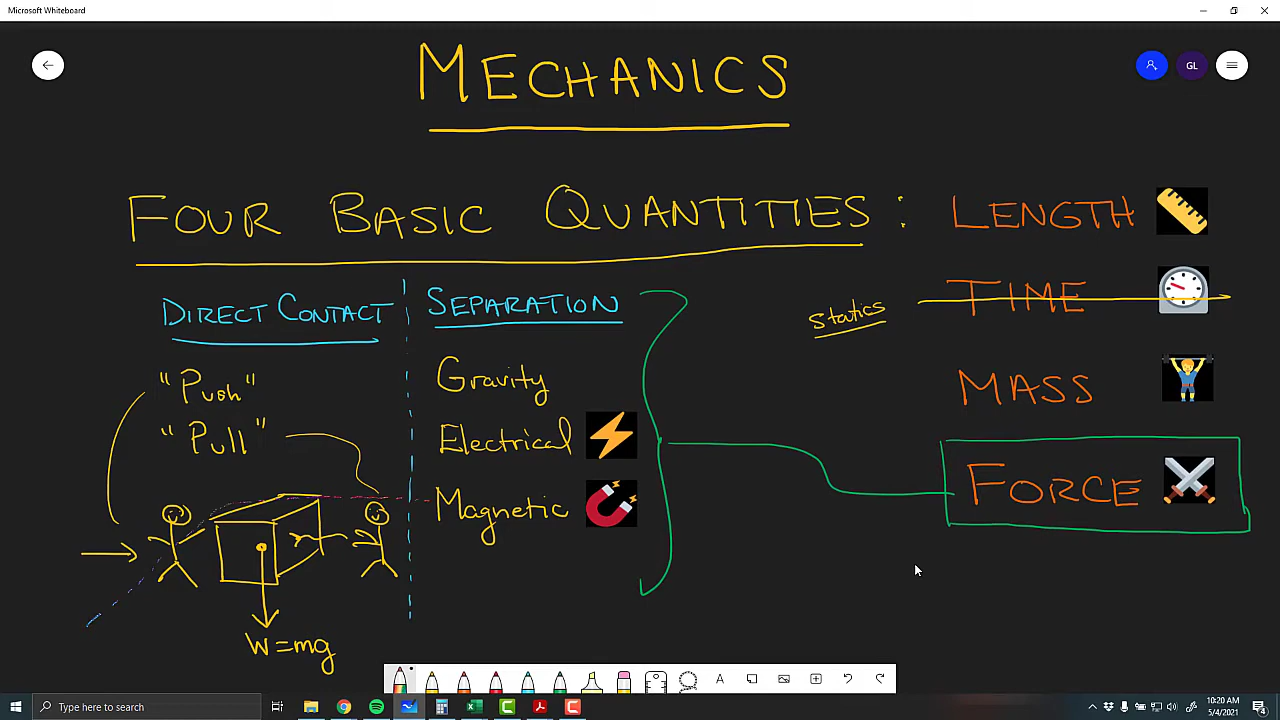 Microsoft Whiteboard
GL
MECHANICS
FOUR BASIC QUANTITIES:
LENGTH
TIME
MASS
FORCE
statics
DIRECT CONTACT
"Push"
"Pull"
W=mg
SEPARATION
Gravity
Electrical
Magnetic
A
Type here to search
10:20 AM
5/4/2021